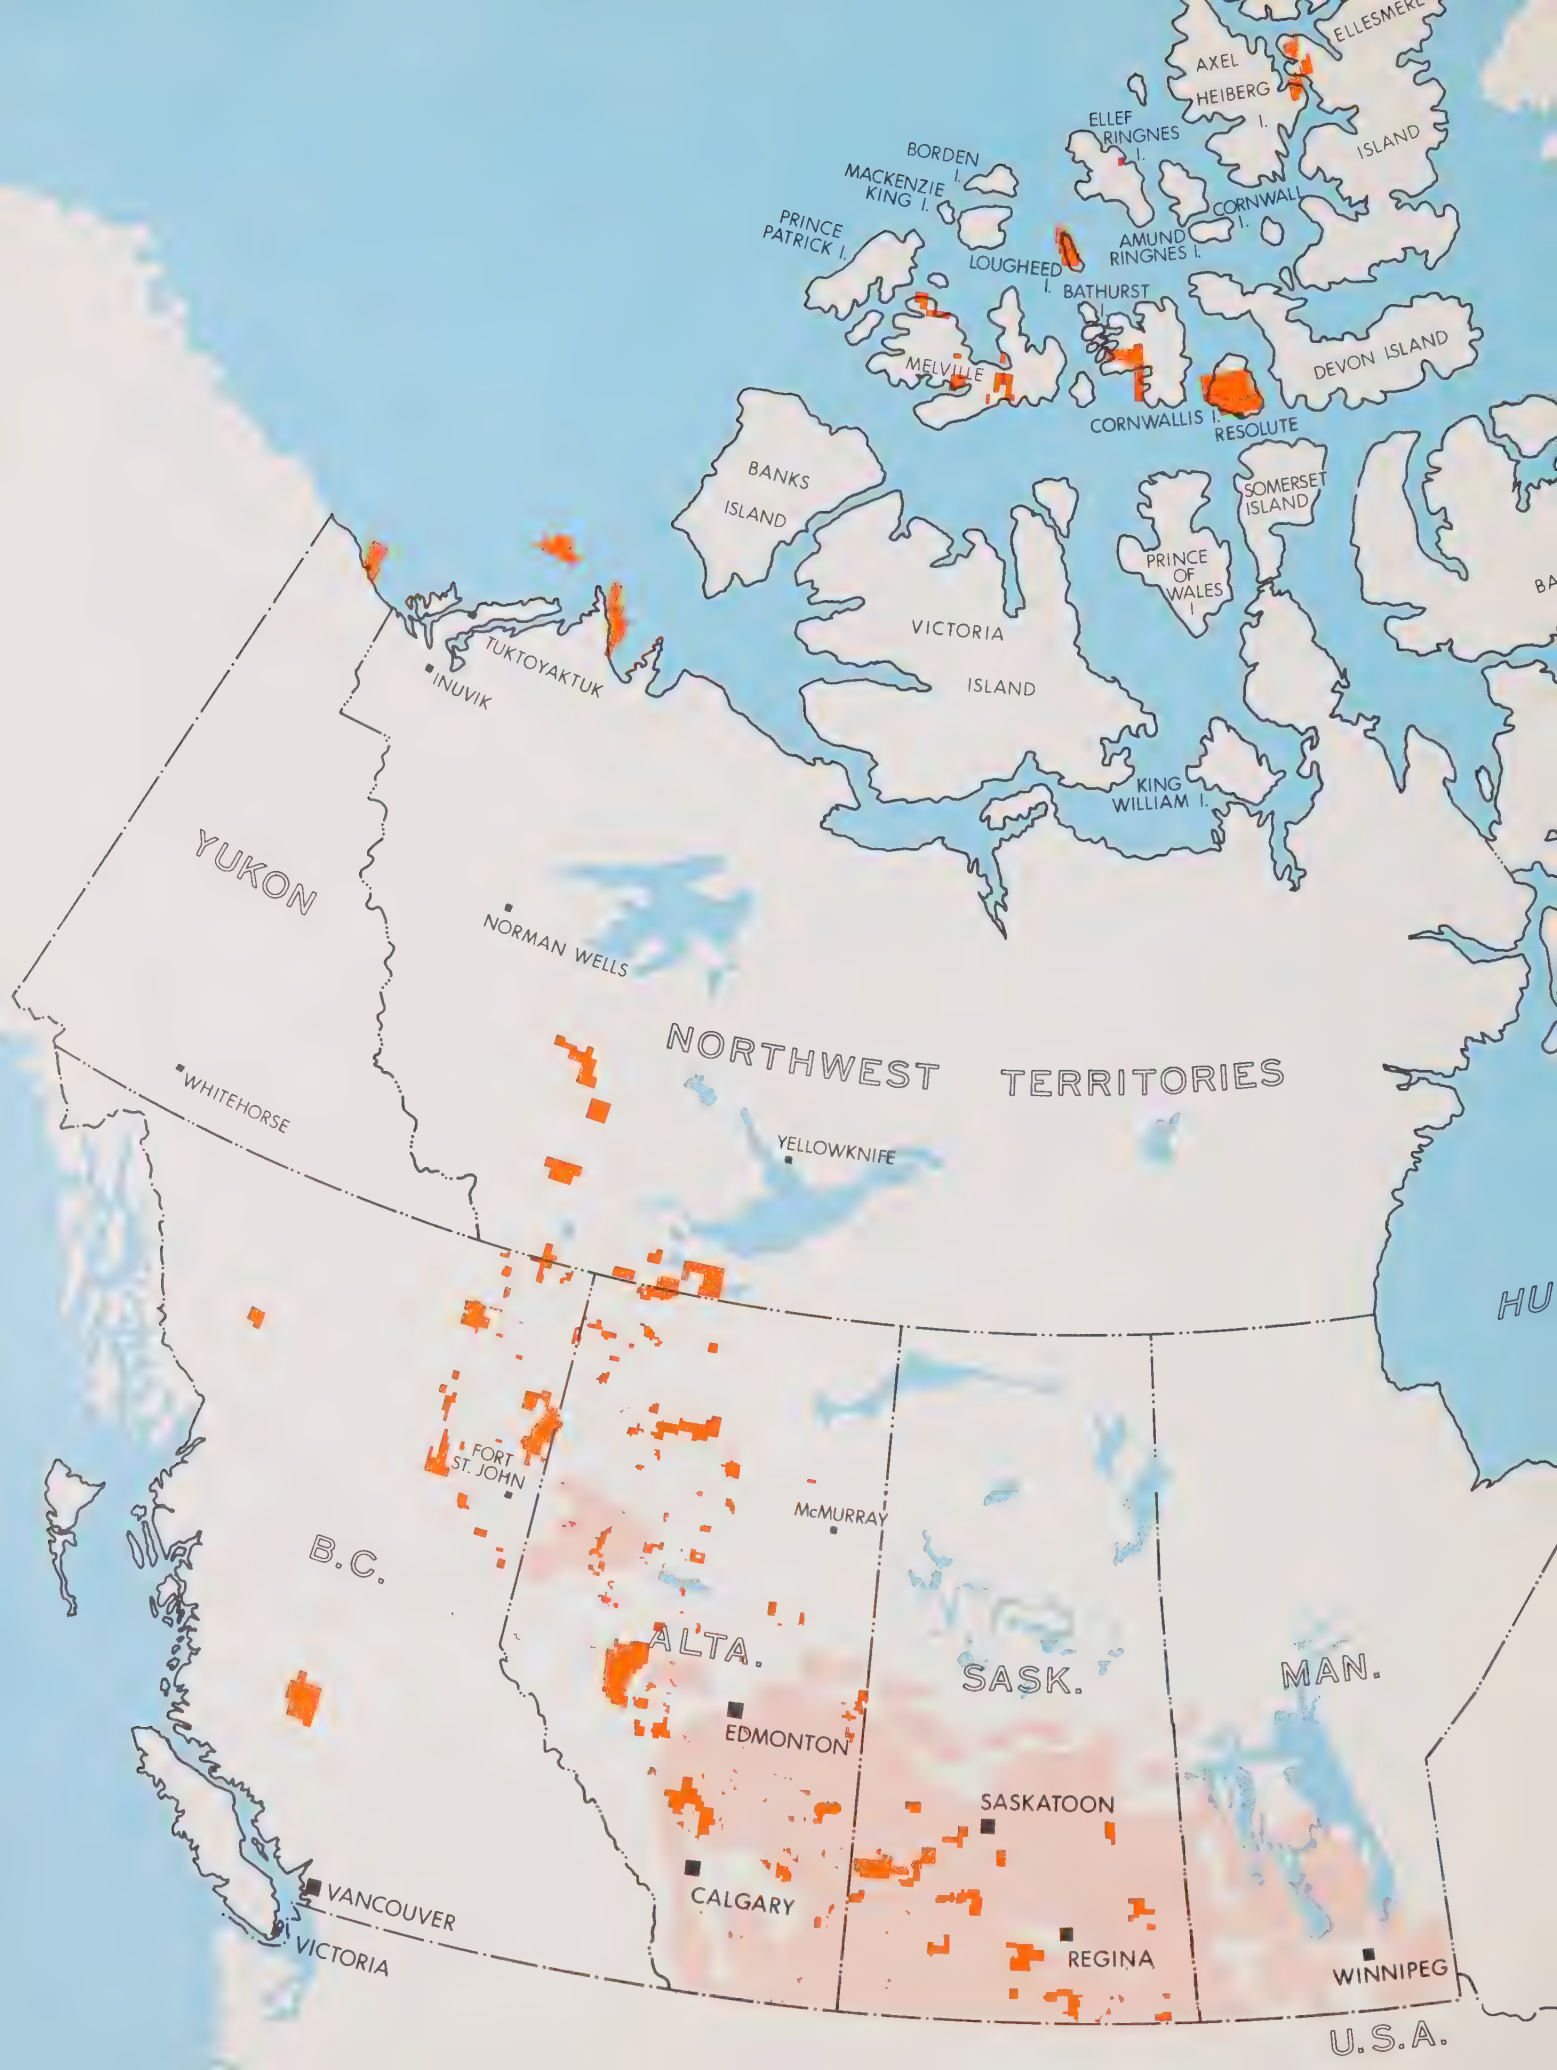 ELLESMERE
AXEL
HEIBERG
I.
ISLAND
ELLEF
RINGNES
I.
BORDEN
I.
MACKENZIE
KING I.
PRINCE
PATRICK I.
CORNWALL
I.
AMUND
RINGNES I.
LOUGHEED
I.
BATHURST
I.
MELVILLE
DEVON ISLAND
CORNWALLIS I.
RESOLUTE
BANKS
ISLAND
SOMERSET
ISLAND
PRINCE
OF
WALES
I
BA
VICTORIA
ISLAND
TUKTOYAKTUK
INUVIK
KING
WILLIAM I.
YUKON
NORMAN WELLS
NORTHWEST TERRITORIES
WHITEHORSE
YELLOWKNIFE
HU
FORT
ST. JOHN
McMURRAY
B.C.
ALTA.
SASK.
MAN.
EDMONTON
SASKATOON
CALGARY
VANCOUVER
VICTORIA
REGINA
WINNIPEG
U.S.A.